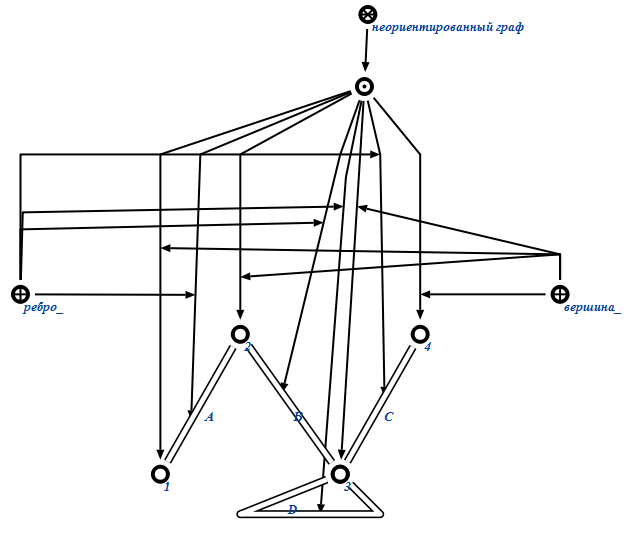 неориентированный граф
ребро_
вершина_
2
4
A
B
C
1
3
D